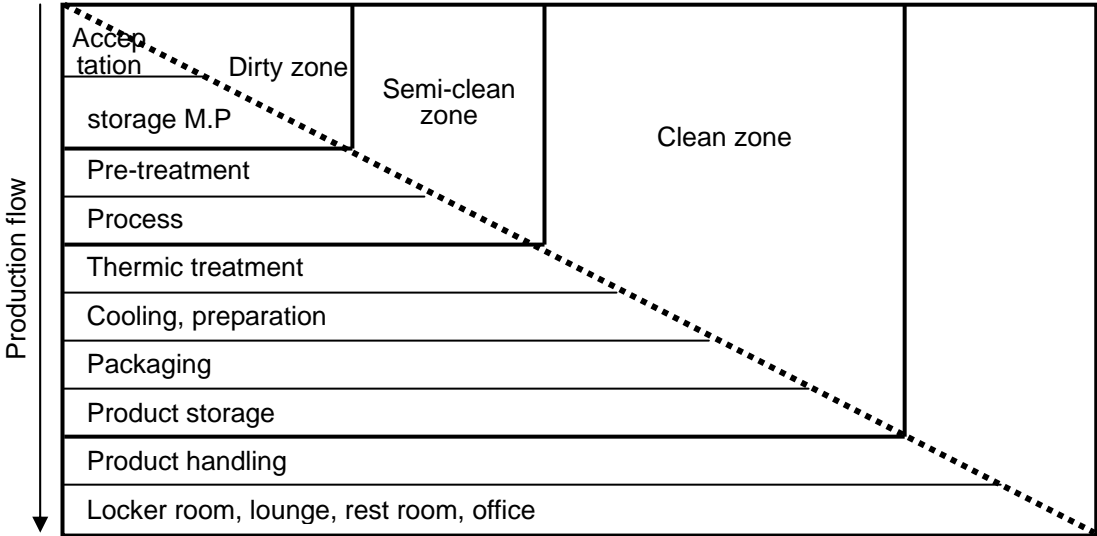 Accep
tation
Dirty zone
Semi-clean
zone
Clean zone
storage M.P
Pre-treatment
Process
Thermic treatment
Cooling, preparation
Packaging
Product storage
Product handling
Locker room, lounge, rest room, office
Production flow